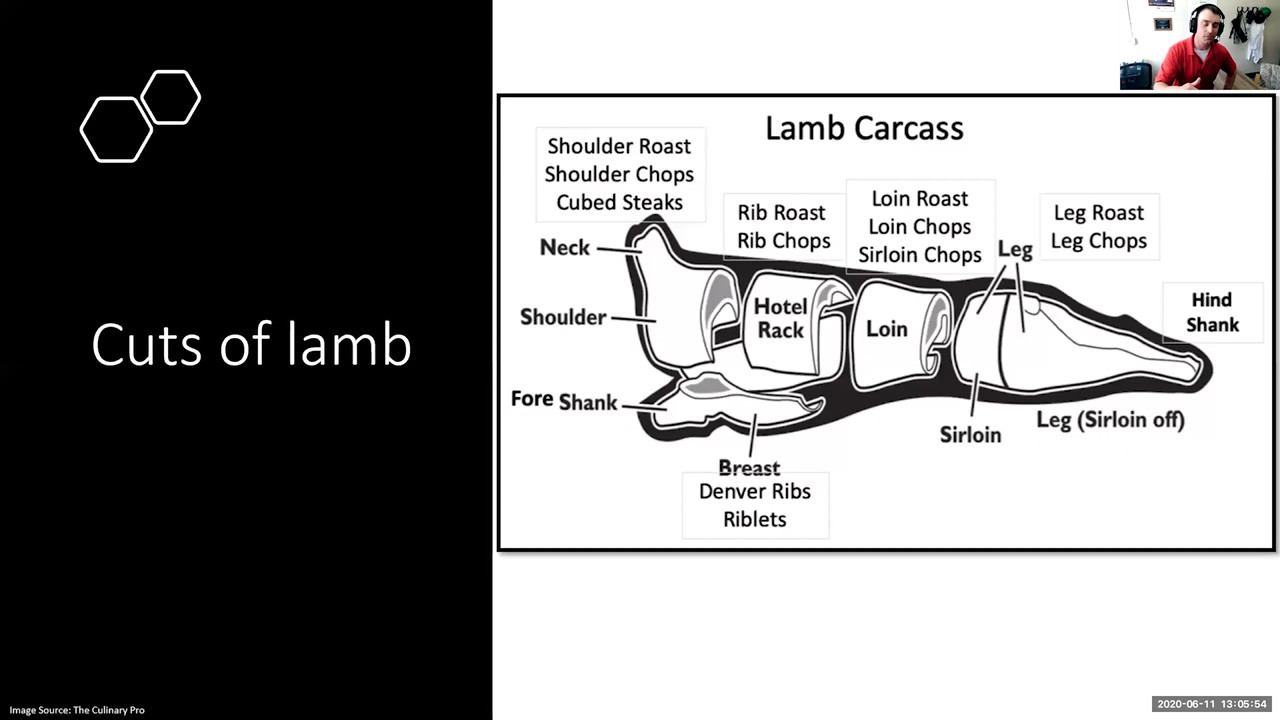 Cuts of lamb
Image Source: The Culinary Pro
Lamb Carcass
Shoulder Roast
Shoulder Chops
Cubed Steaks
Rib Roast
Rib Chops
Loin Roast
Loin Chops
Sirloin Chops
Leg Roast
Leg Chops
Neck
Leg
Hind
Shank
Shoulder
Hotel
Rack
Loin
Fore Shank
Sirloin
Leg (Sirloin off)
Breast
Denver Ribs
Riblets
2020-06-11 13:05:54